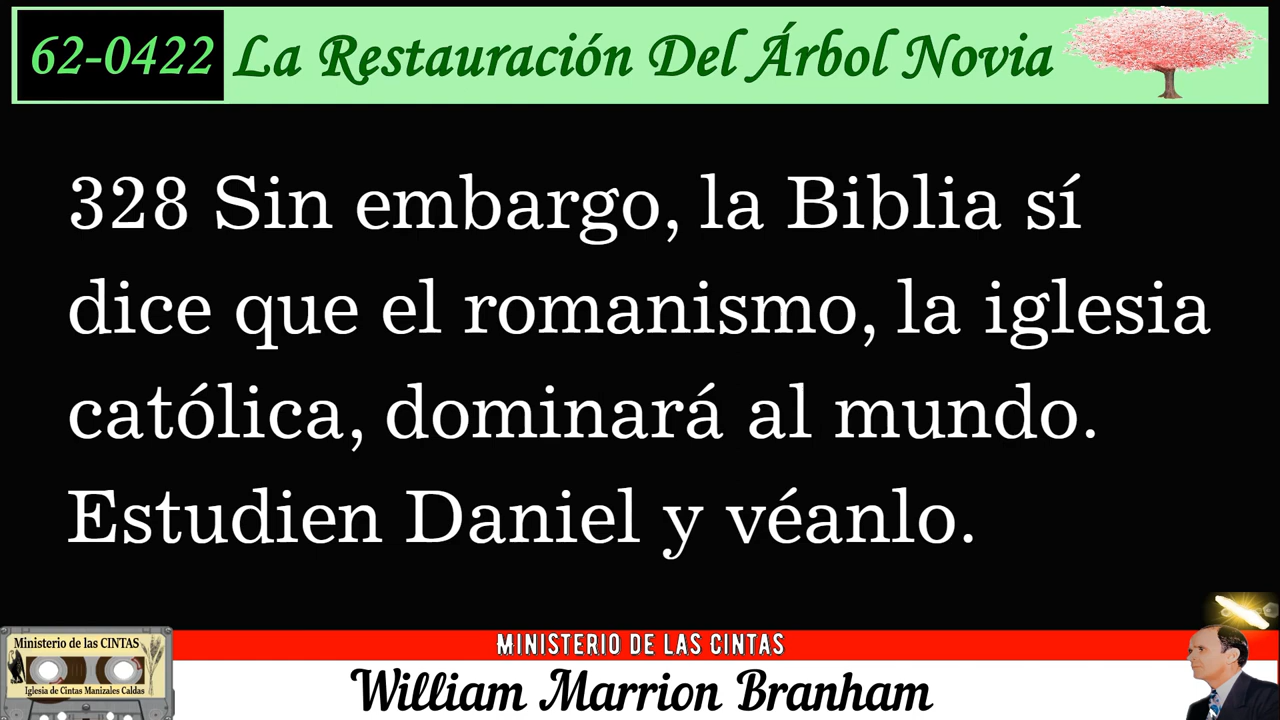 62-0422 La Restauración Del Árbol Novia
328 Sin embargo, la Biblia sí
dice que el romanismo, la iglesia
católica, dominará al mundo.
Estudien Daniel y véanlo.
Ministerio de las CINTAS
Iglesia de Cintas Manizales Caldas
MINISTERIO DE LAS CINTAS
William Marrion Branham